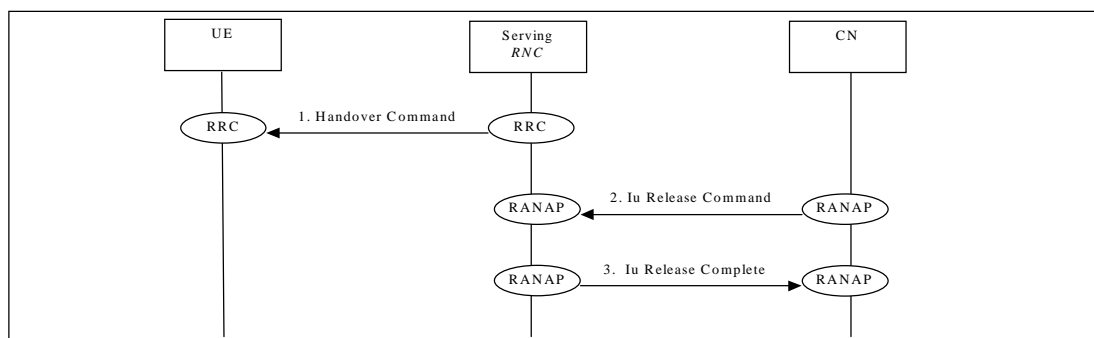 UE
Serving
RNC
CN
1. Handover Command
RRC
RRC
2. Iu Release Command
RANAP
RANAP
3. Iu Release Complete
RANAP
RANAP